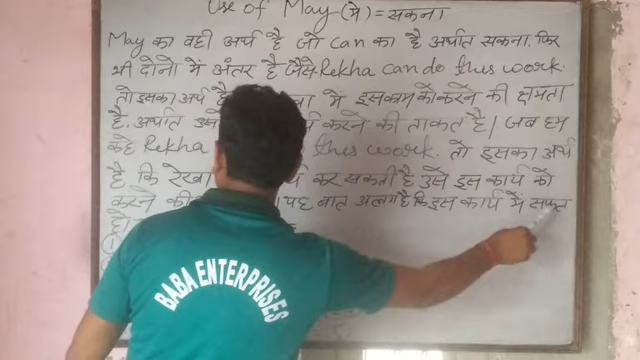 Use of May-(मे) = सकना
May का वही अर्थ है जो can का है अर्थात सकना. फिर
भी दोनो में अंतर है जैसे-Rekha can do this work.
तो इसका अर्थ है में इस काम को करने की क्षमता
है. अर्थात उसे करने की ताकत है। जब हम
कहे Rekha this work. तो इसका अर्थ
है कि रेखा कर सकती है उसे इस कार्य को
करने की यह बात अलग है कि इस कार्य में सफल
BABA ENTERPRISES